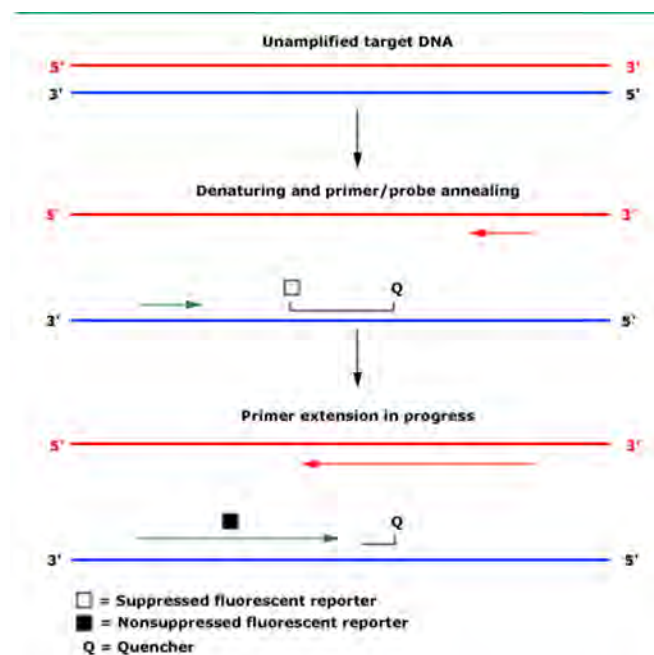 Unamplified target DNA
5' 3'
3' 5'
Denaturing and primer/probe annealing
5' 3'
Q
3' 5'
Primer extension in progress
5' 3'
Q
3' 5'
= Suppressed fluorescent reporter
= Nonsuppressed fluorescent reporter
Q = Quencher